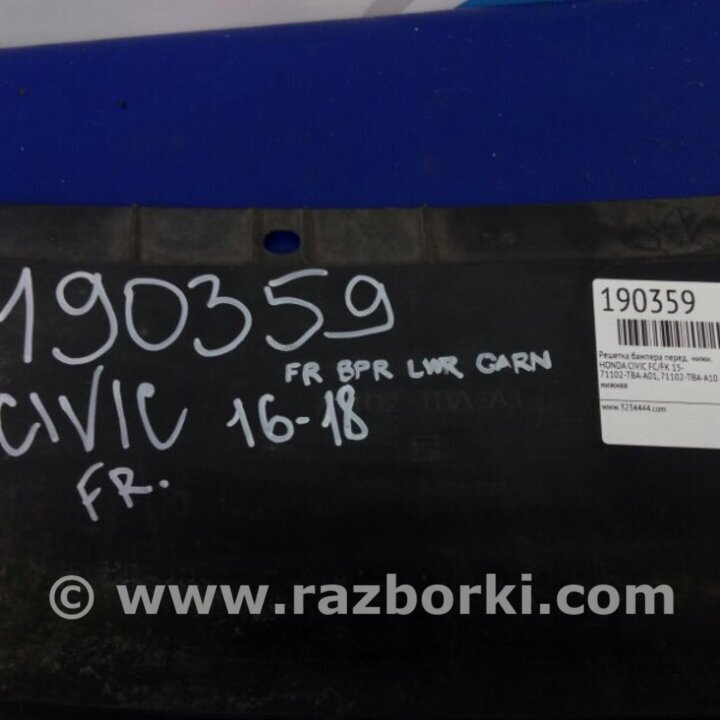 190359
FR BPR LWR GARN
CIVIC 16-18
FR.
190359
Решетка бампера перед. нижн.
HONDA CIVIC FC/FK 15-
71102-TBA-A01, 71102-TBA-A10
нижняя
www.3254444.com
© www.razborki.com